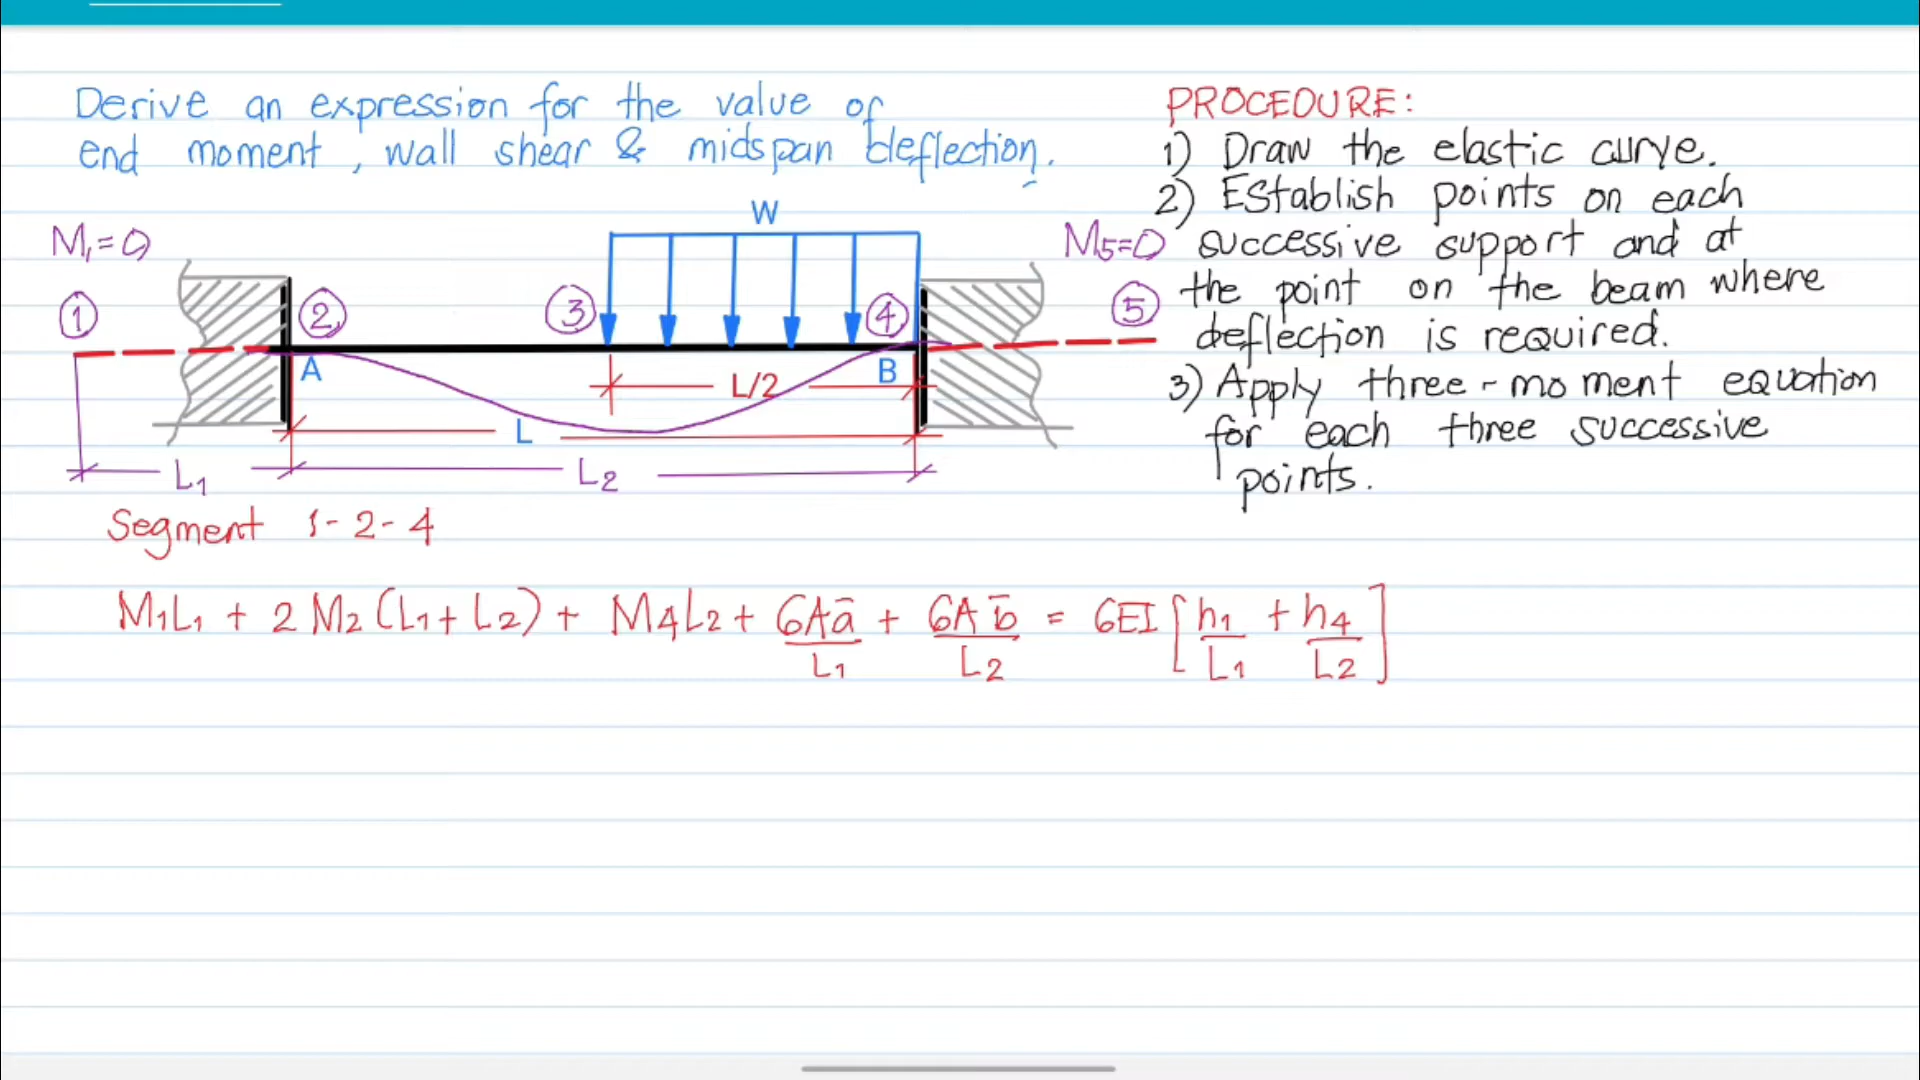 Derive an expression for the value of
end moment, wall shear & midspan deflection.
W
M₁=0
① ② ③ ④ ⑤
M5=0
A B
L/2
L
L₁ L₂
Segment 1-2-4
M₁L₁ + 2M₂(L₁+L₂) + M₄L₂ + 6Aā/L₁ + 6Ab̄/L₂ = 6EI[h₁/L₁ + h₄/L₂]
PROCEDURE:
1) Draw the elastic curve.
2) Establish points on each
successive support and at
the point on the beam where
deflection is required.
3) Apply three-moment equation
for each three successive
points.